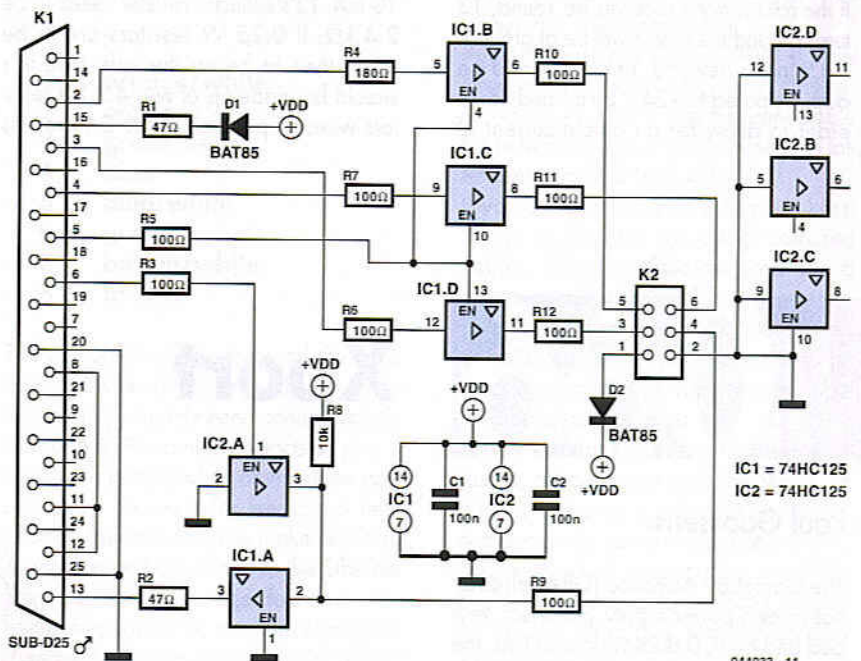 K1
1
14
2
15
3
16
4
17
5
18
6
19
7
20
8
21
9
22
10
23
11
24
12
25
13
SUB-D25 ♂
R1
47Ω
D1
BAT85
+VDD
R4
180Ω
R7
100Ω
R5
100Ω
R3
100Ω
R6
100Ω
IC1.B
5
6
EN
4
R10
100Ω
IC1.C
9
8
EN
10
R11
100Ω
IC1.D
13
EN
12
11
R12
100Ω
K2
5
6
3
4
1
2
IC2.D
12
11
EN
13
IC2.B
5
6
EN
4
IC2.C
9
8
EN
10
+VDD
R8
10k
IC2.A
1
EN
2
3
IC1.A
3
2
EN
1
R2
47Ω
R9
100Ω
+VDD
14
IC1
7
C1
100n
14
IC2
7
C2
100n
D2
BAT85
+VDD
IC1 = 74HC125
IC2 = 74HC125